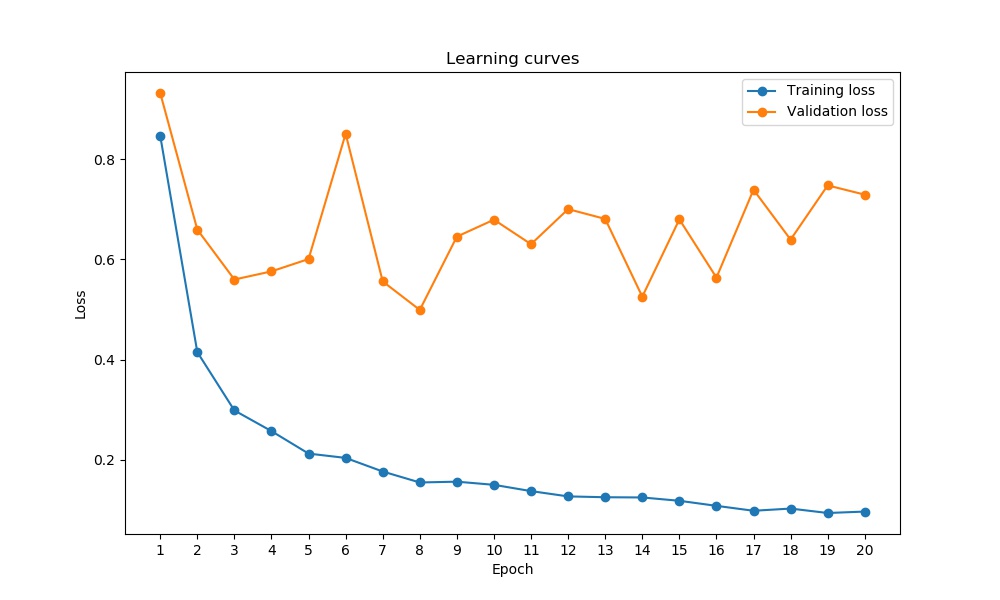 Learning curves
Training loss
Validation loss
0.8
0.6
0.4
0.2
Loss
1 2 3 4 5 6 7 8 9 10 11 12 13 14 15 16 17 18 19 20
Epoch